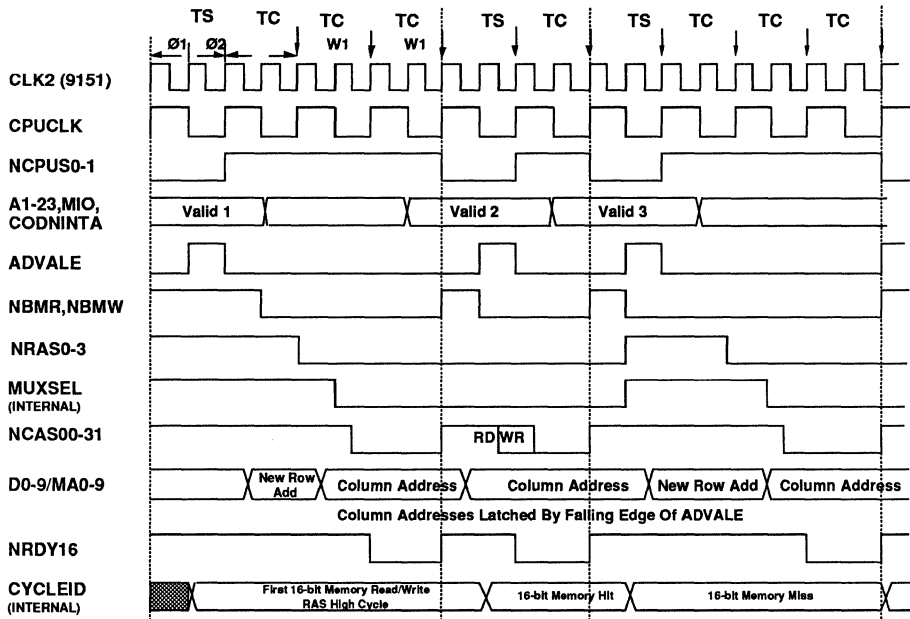 TS TC TC TC TS TC TS TC TC TC
Ø1 Ø2 W1 W1
CLK2 (9151)
CPUCLK
NCPUS0-1
A1-23,MIO,
CODNINTA
Valid 1 Valid 2 Valid 3
ADVALE
NBMR,NBMW
NRAS0-3
MUXSEL
(INTERNAL)
NCAS00-31
RD WR
D0-9/MA0-9
New Row
Add
Column Address Column Address New Row Add Column Address
Column Addresses Latched By Falling Edge Of ADVALE
NRDY16
CYCLEID
(INTERNAL)
First 16-bit Memory Read/Write
RAS High Cycle
16-bit Memory Hit 16-bit Memory Miss